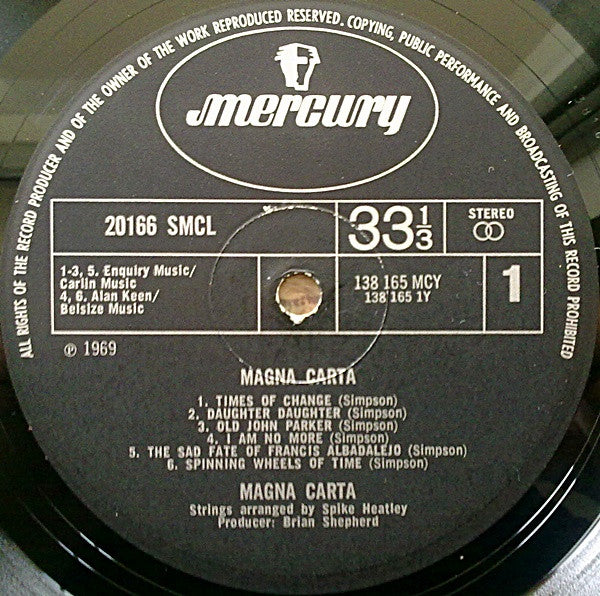 ALL RIGHTS OF THE RECORD PRODUCER AND OF THE OWNER OF THE WORK REPRODUCED RESERVED. COPYING, PUBLIC PERFORMANCE AND BROADCASTING OF THIS RECORD PROHIBITED
mercury
20166 SMCL
33⅓
STEREO
1-3, 5. Enquiry Music/
Carlin Music
4, 6. Alan Keen/
Belsize Music
138 165 MCY
138 165 1Y
1
℗ 1969
MAGNA CARTA
1. TIMES OF CHANGE (Simpson)
2. DAUGHTER DAUGHTER (Simpson)
3. OLD JOHN PARKER (Simpson)
4. I AM NO MORE (Simpson)
5. THE SAD FATE OF FRANCIS ALBADALEJO (Simpson)
6. SPINNING WHEELS OF TIME (Simpson)
MAGNA CARTA
Strings arranged by Spike Heatley
Producer: Brian Shepherd